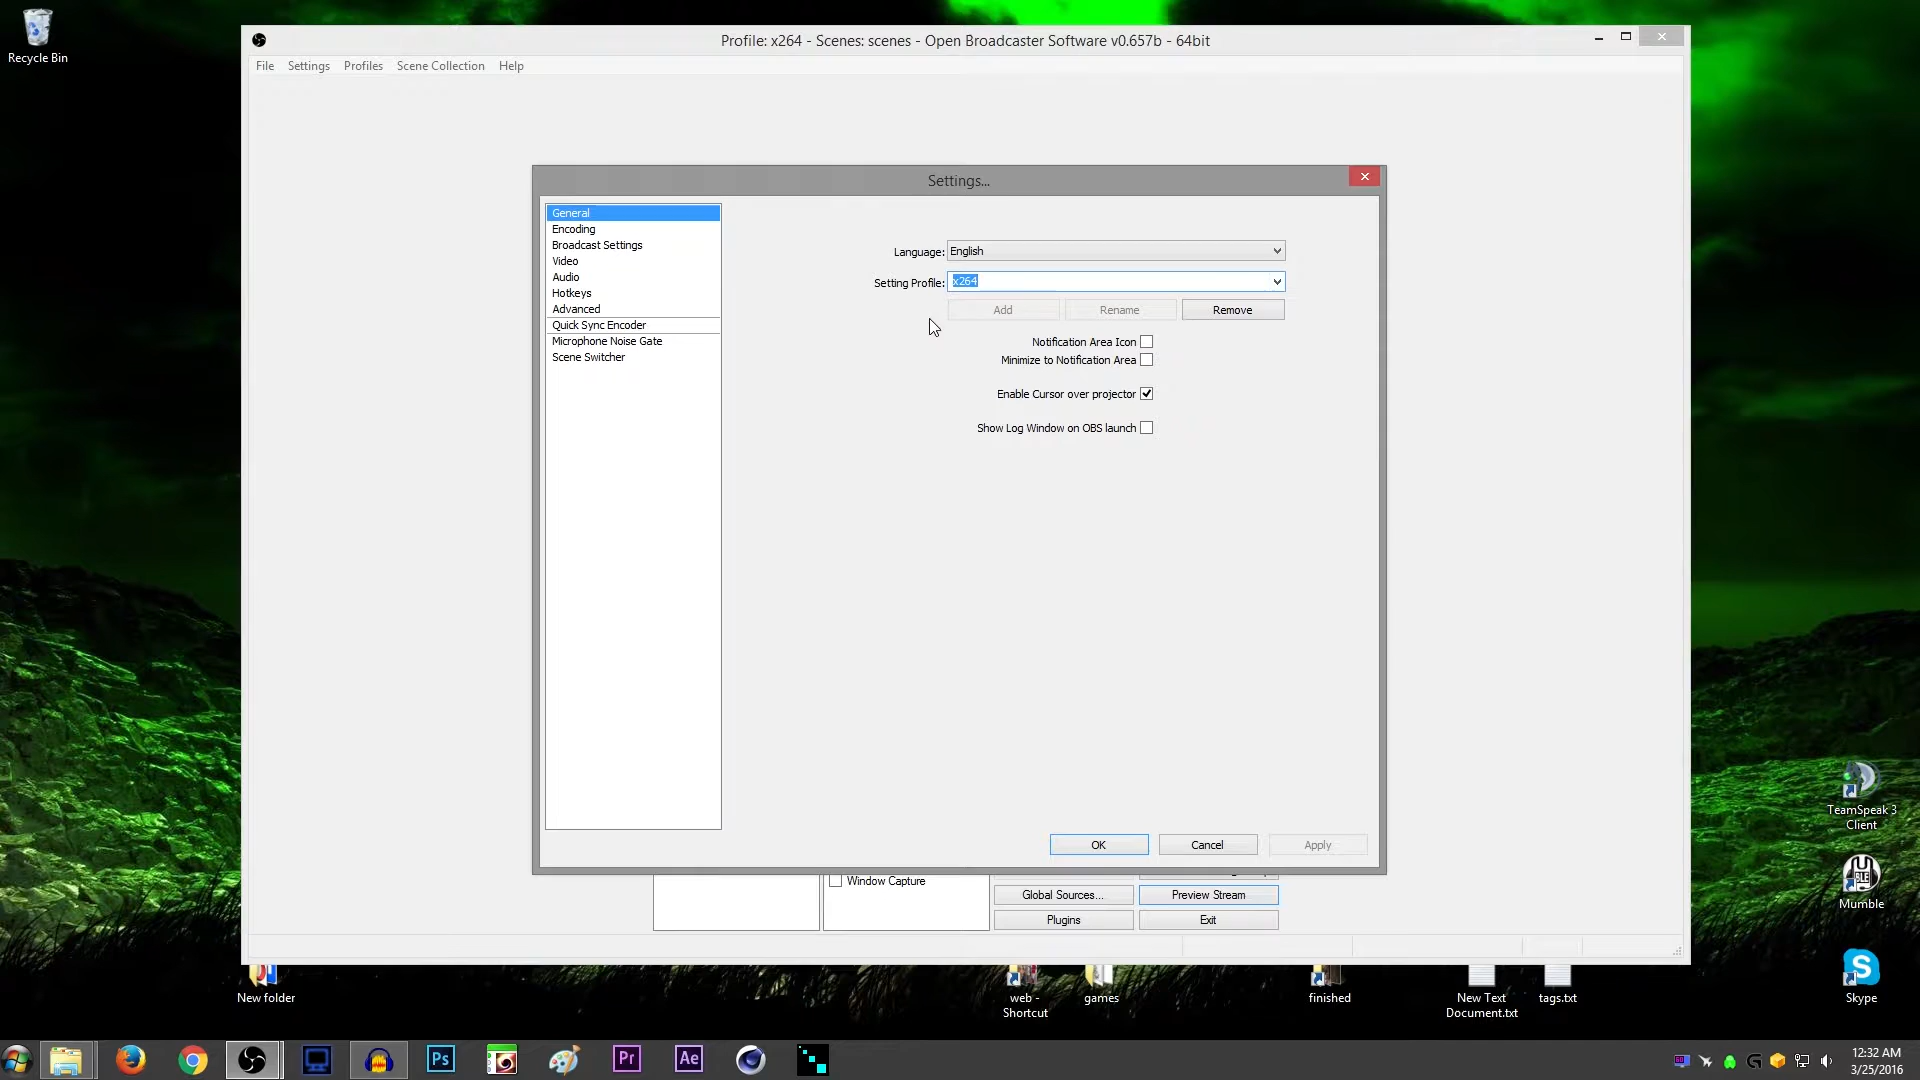 Recycle Bin
Profile: x264 - Scenes: scenes - Open Broadcaster Software v0.657b - 64bit
File Settings Profiles Scene Collection Help
Settings...
General
Encoding
Broadcast Settings
Video
Audio
Hotkeys
Advanced
Quick Sync Encoder
Microphone Noise Gate
Scene Switcher
Language: English
Setting Profile: x264
Add Rename Remove
Notification Area Icon
Minimize to Notification Area
Enable Cursor over projector
Show Log Window on OBS launch
OK Cancel Apply
Window Capture
Global Sources... Preview Stream
Plugins Exit
TeamSpeak 3
Client
Mumble
New folder
web -
Shortcut
games
finished
New Text
Document.txt
tags.txt
Skype
Ps
Pr
Ae
12:32 AM
3/25/2016